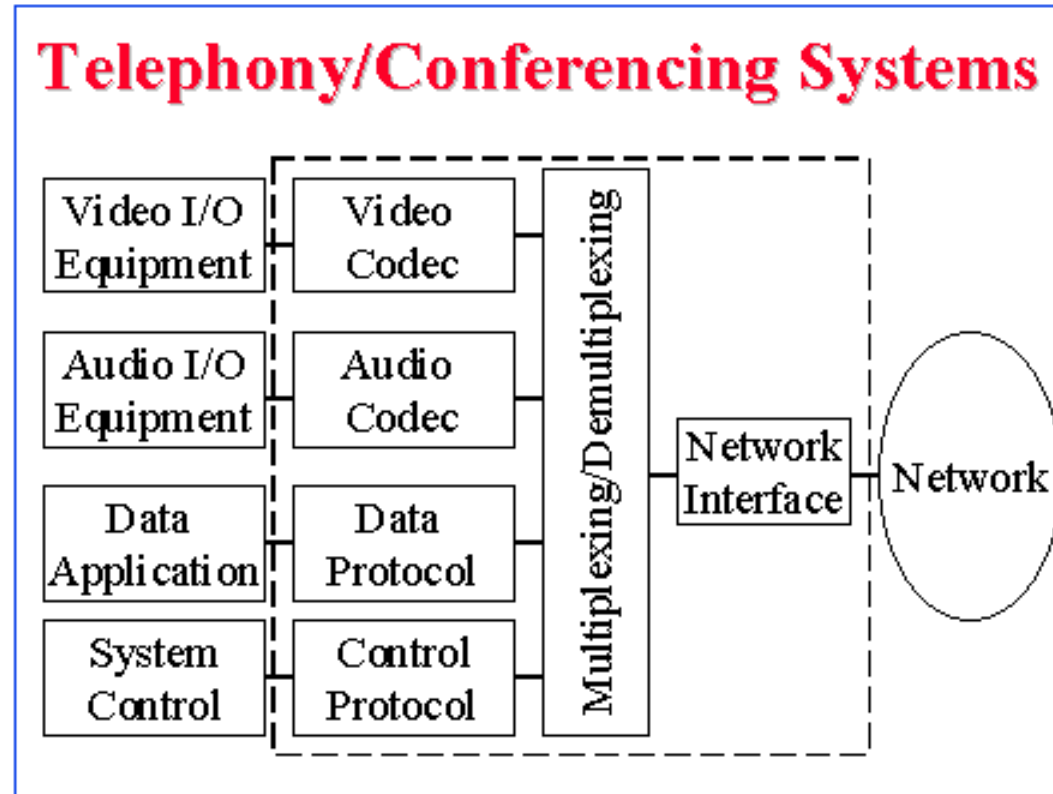 Telephony/Conferencing Systems
Video I/O
Equipment
Video
Codec
Audio I/O
Equipment
Audio
Codec
Data
Application
Data
Protocol
System
Control
Control
Protocol
Multiplexing/Demultiplexing
Network
Interface
Network